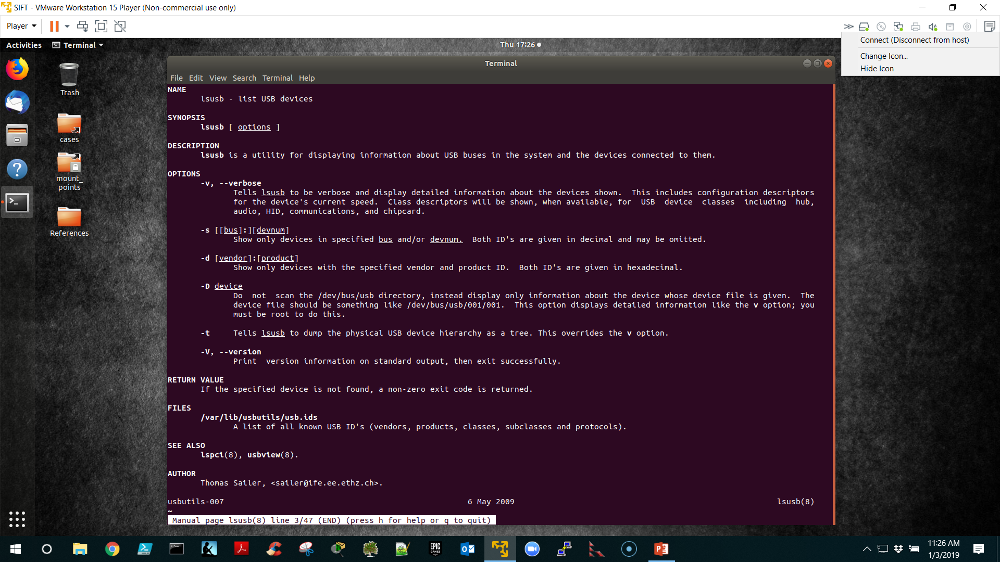 SIFT - VMware Workstation 15 Player (Non-commercial use only)
Player
Connect (Disconnect from host)
Change Icon...
Hide Icon
Activities Terminal Thu 17:26
Trash
cases
mount_
points
References
Terminal
File Edit View Search Terminal Help
NAME
lsusb - list USB devices
SYNOPSIS
lsusb [ options ]
DESCRIPTION
lsusb is a utility for displaying information about USB buses in the system and the devices connected to them.
OPTIONS
-v, --verbose
Tells lsusb to be verbose and display detailed information about the devices shown.  This includes configuration descriptors
for the device's current speed.  Class descriptors will be shown, when available, for  USB  device  classes  including  hub,
audio, HID, communications, and chipcard.
-s [[bus]:][devnum]
Show only devices in specified bus and/or devnum.  Both ID's are given in decimal and may be omitted.
-d [vendor]:[product]
Show only devices with the specified vendor and product ID.  Both ID's are given in hexadecimal.
-D device
Do  not  scan the /dev/bus/usb directory, instead display only information about the device whose device file is given.  The
device file should be something like /dev/bus/usb/001/001.  This option displays detailed information like the v option; you
must be root to do this.
-t     Tells lsusb to dump the physical USB device hierarchy as a tree. This overrides the v option.
-V, --version
Print  version information on standard output, then exit successfully.
RETURN VALUE
If the specified device is not found, a non-zero exit code is returned.
FILES
/var/lib/usbutils/usb.ids
A list of all known USB ID's (vendors, products, classes, subclasses and protocols).
SEE ALSO
lspci(8), usbview(8).
AUTHOR
Thomas Sailer, <sailer@ife.ee.ethz.ch>.
usbutils-007 6 May 2009 lsusb(8)
~
Manual page lsusb(8) line 3/47 (END) (press h for help or q to quit)
EPIC
GAMES
11:26 AM
1/3/2019